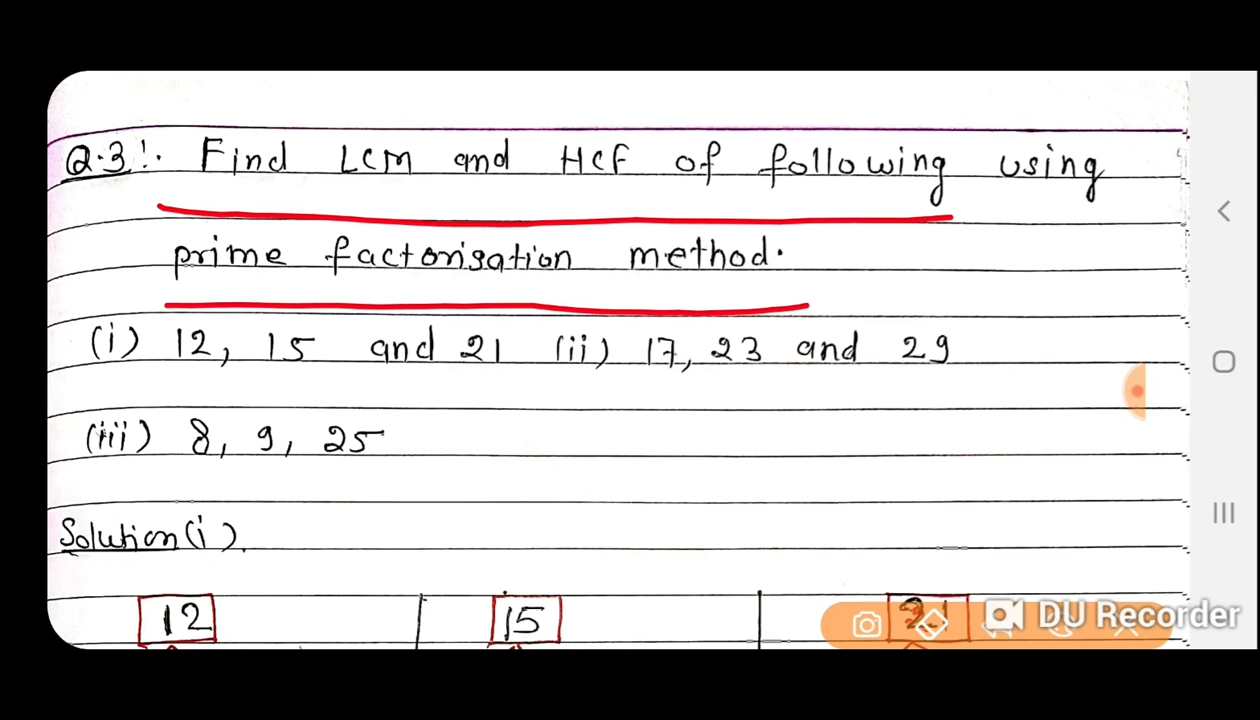 Q.3!. Find LCM and HCF of following using
prime factorisation method.
(i) 12, 15 and 21 (ii) 17, 23 and 29
(iii) 8, 9, 25
Solution (i).
12 15 21
DU Recorder